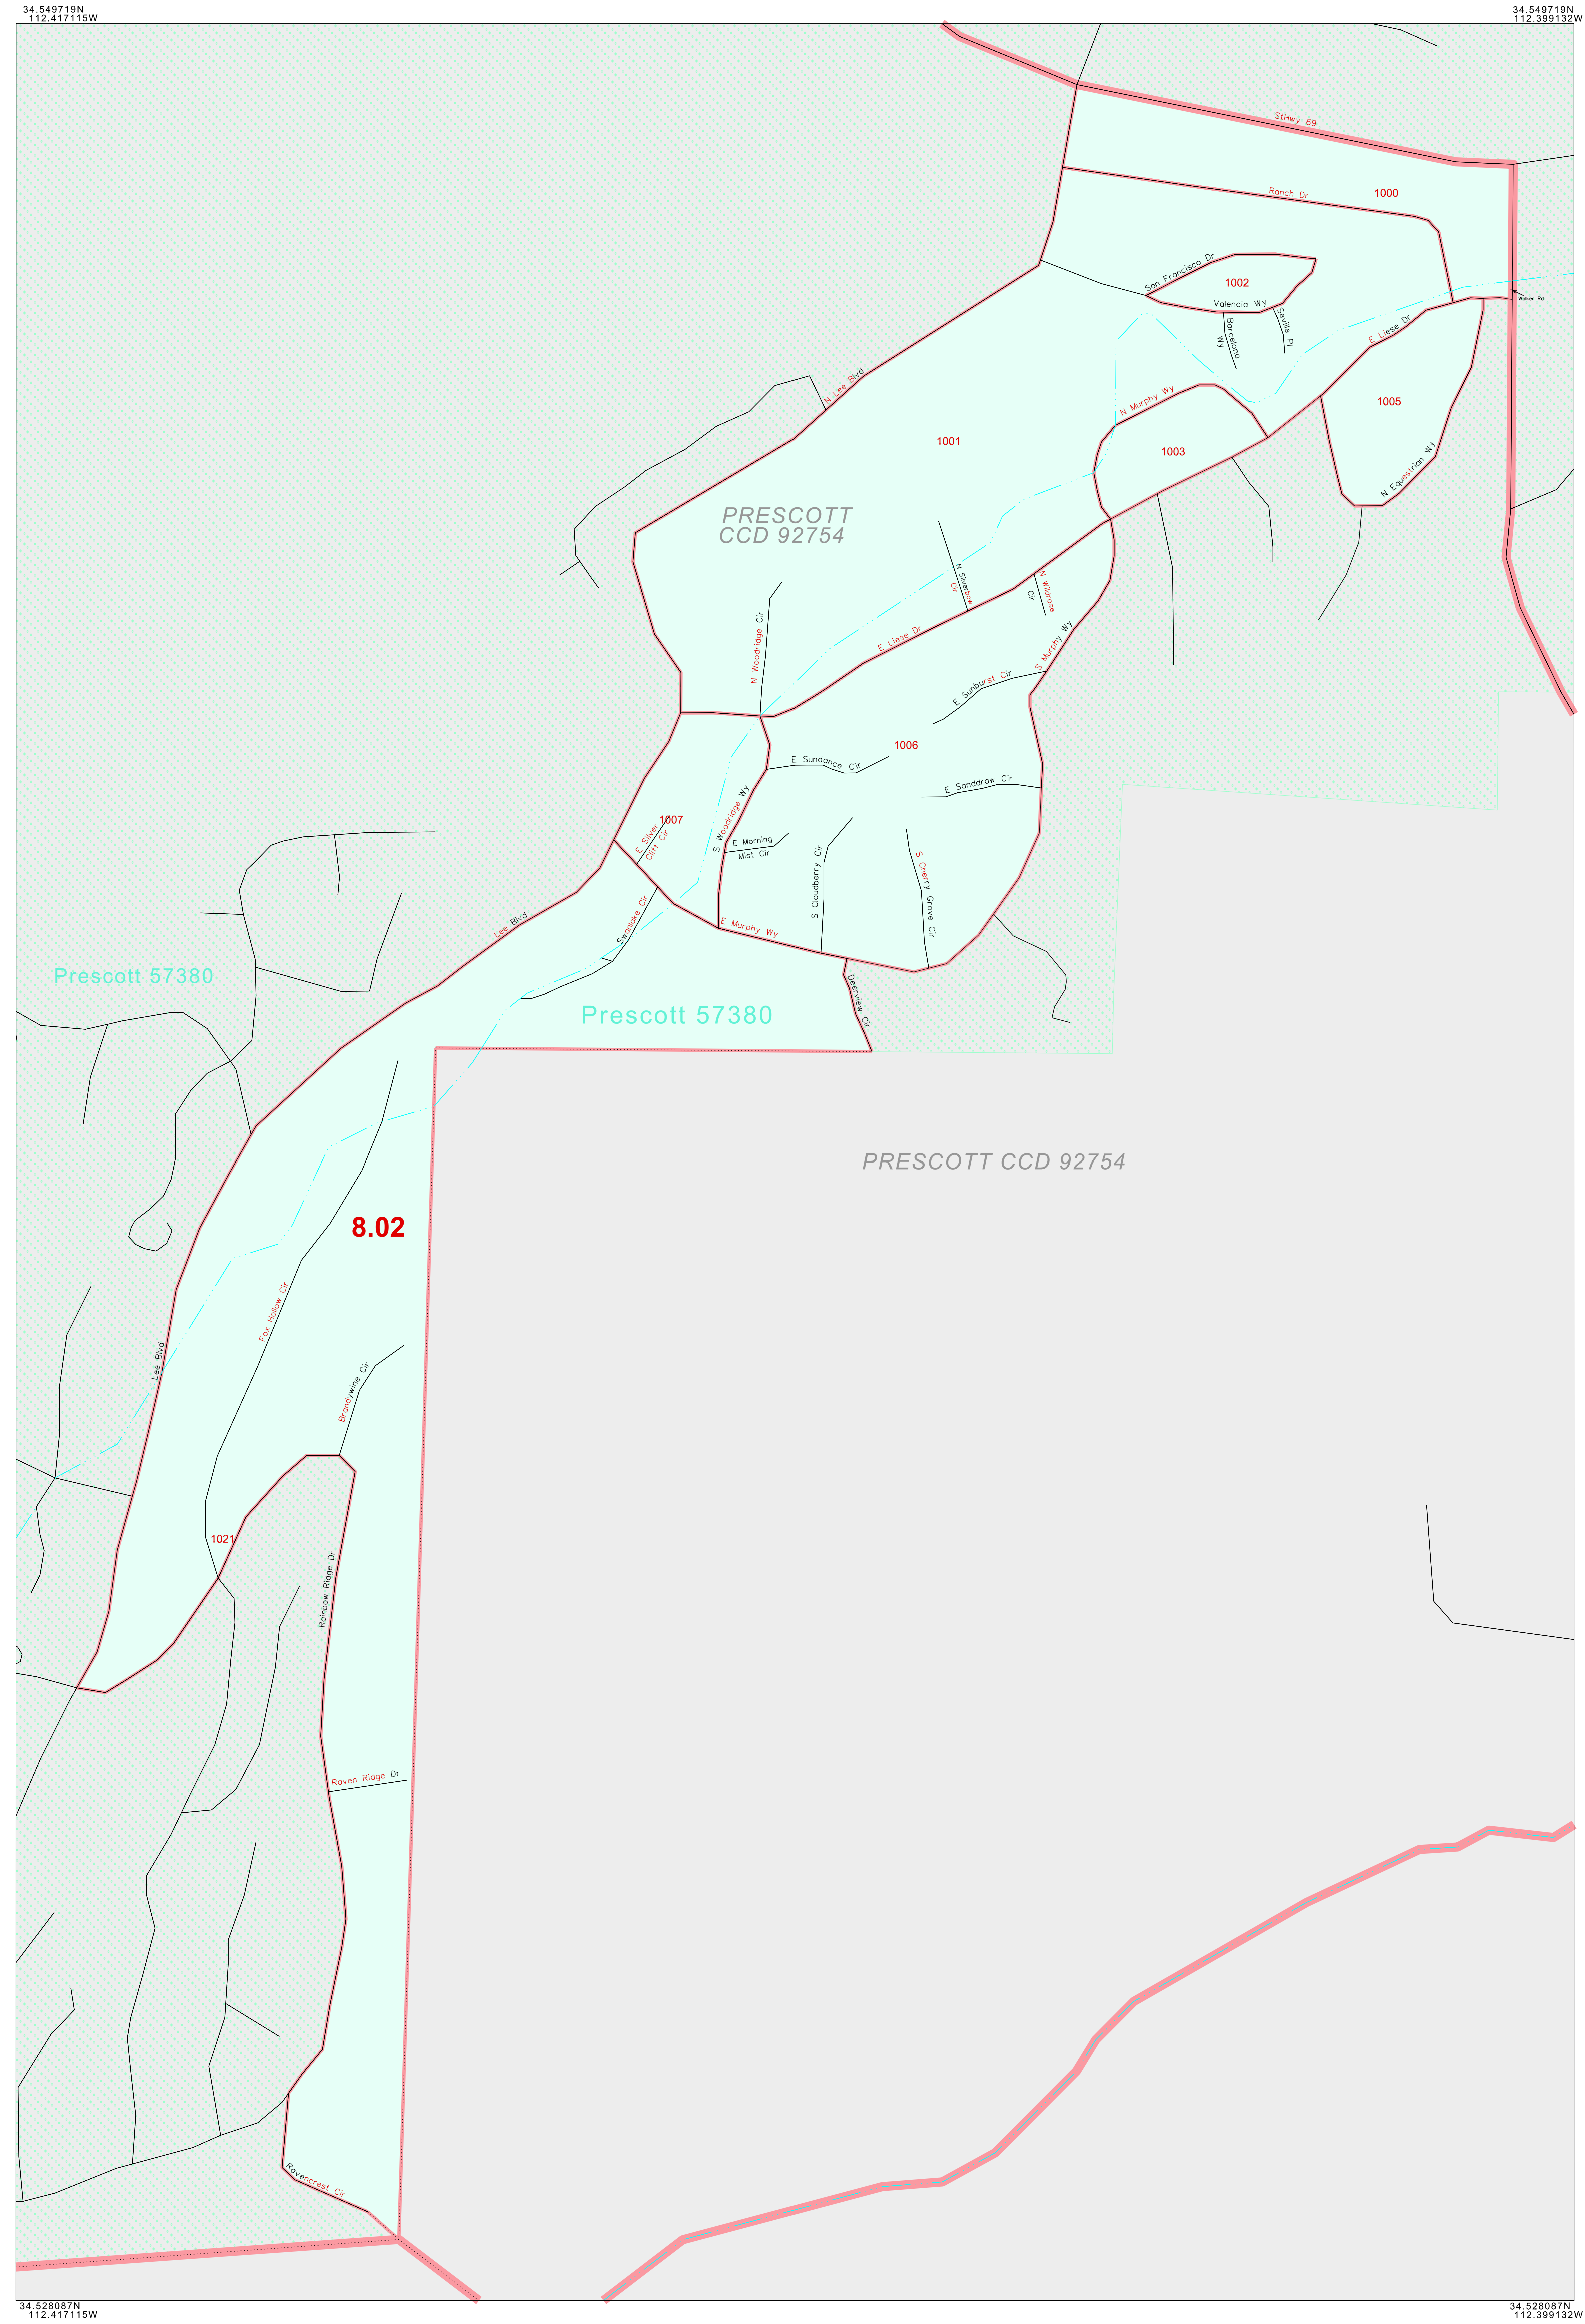 34.549719N
112.417115W
34.549719N
112.399132W
StHwy 69
Ranch Dr
1000
San Francisco Dr
1002
Valencia Wy
Barcelona
Wy
Seville Pl
Walker Rd
E Liese Dr
N Lee Blvd
N Murphy Wy
1005
1001
1003
N Equestrian Wy
PRESCOTT
CCD 92754
N Silverbow
Cir
N Wildrose
Cir
N Woodridge Cir
E Liese Dr
S Murphy Wy
E Sunburst Cir
1006
E Sundance Cir
E Sanddraw Cir
1007
E Silver
Cliff Cir
S Woodridge Wy
E Morning
Mist Cir
S Cloudberry Cir
S Cherry Grove Cir
Lee Blvd
Swanlake Cir
E Murphy Wy
Prescott 57380
Deerview Cir
Prescott 57380
PRESCOTT CCD 92754
8.02
Fox Hollow Cir
Lee Blvd
Brandywine Cir
1021
Rainbow Ridge Dr
Raven Ridge Dr
Ravencrest Cir
34.528087N
112.417115W
34.528087N
112.399132W